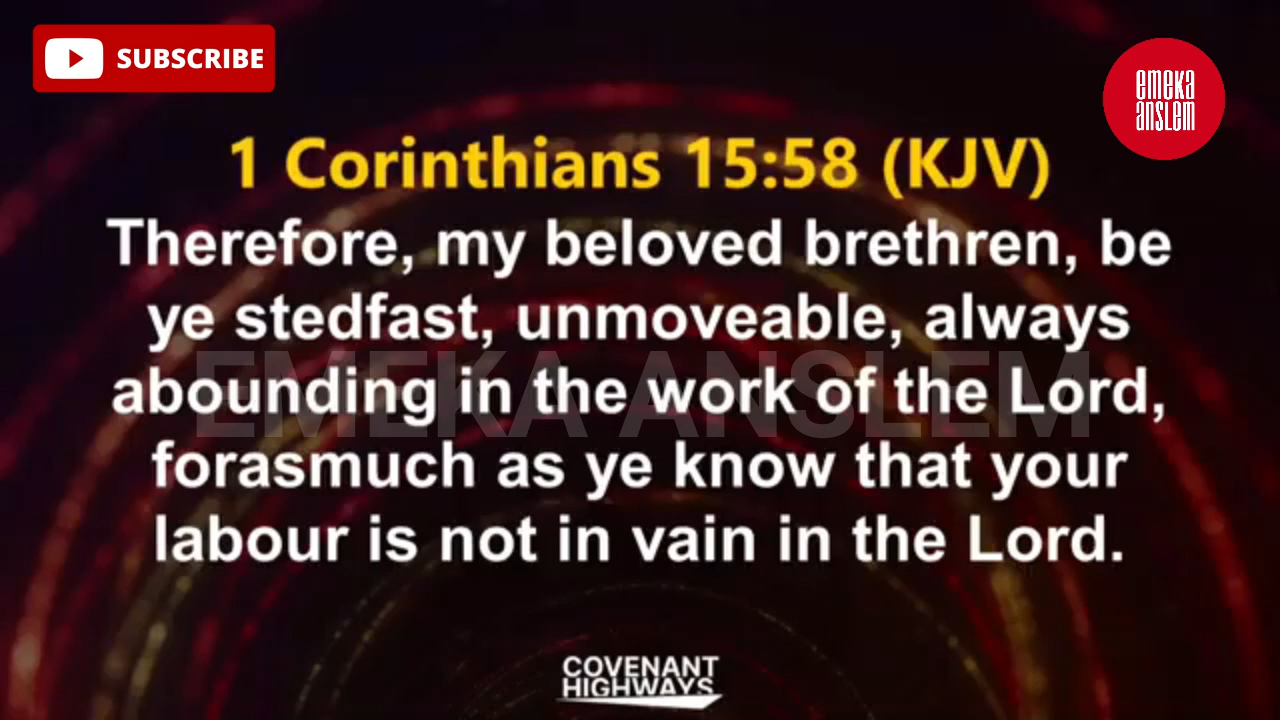 SUBSCRIBE
emeka
anslem
1 Corinthians 15:58 (KJV)
Therefore, my beloved brethren, be
ye stedfast, unmoveable, always
EMEKA ANSLEM
abounding in the work of the Lord,
forasmuch as ye know that your
labour is not in vain in the Lord.
COVENANT
HIGHWAYS